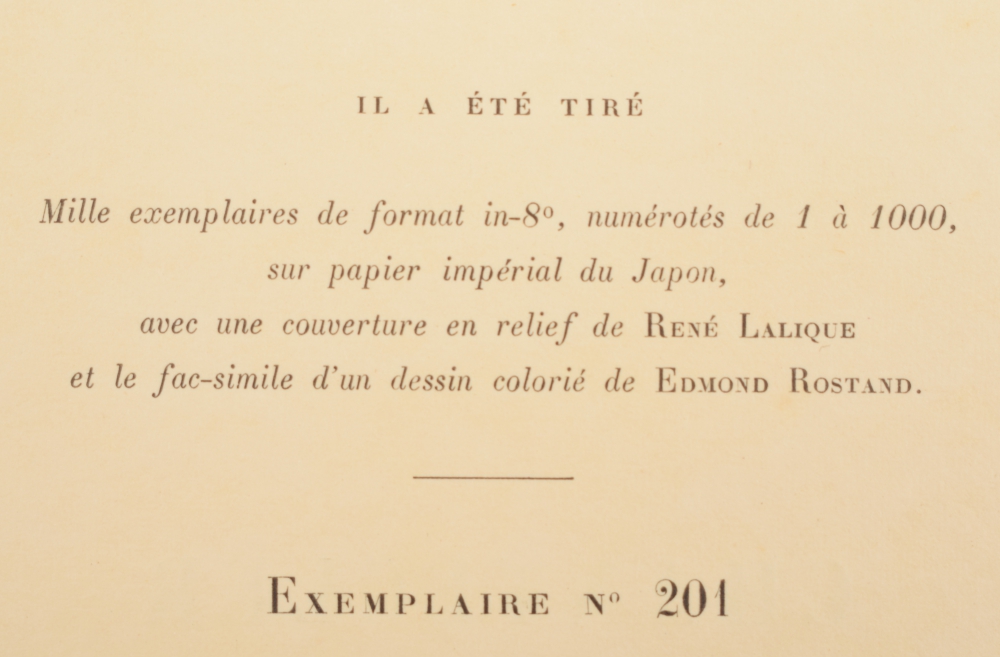 IL A ÉTÉ TIRÉ
Mille exemplaires de format in-8º, numérotés de 1 à 1000,
sur papier impérial du Japon,
avec une couverture en relief de RENÉ LALIQUE
et le fac-simile d'un dessin colorié de EDMOND ROSTAND.
EXEMPLAIRE Nº 201